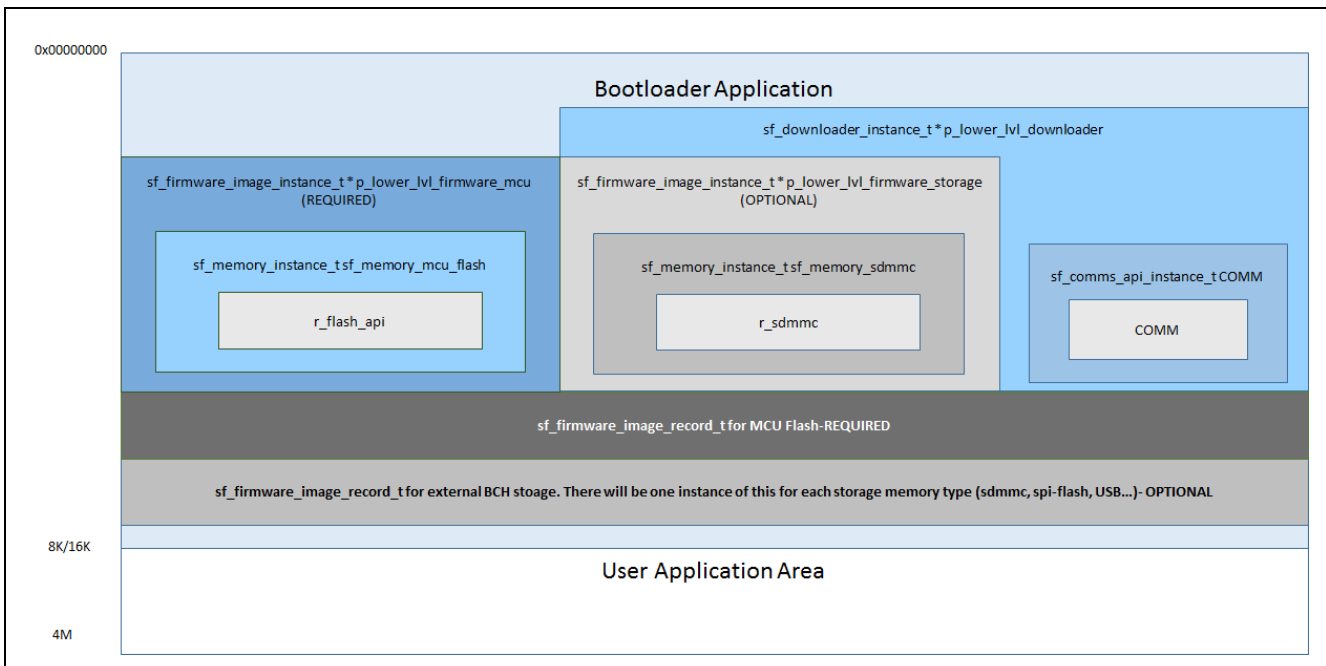 0x00000000
Bootloader Application
sf_downloader_instance_t * p_lower_lvl_downloader
sf_firmware_image_instance_t * p_lower_lvl_firmware_mcu
(REQUIRED)
sf_firmware_image_instance_t * p_lower_lvl_firmware_storage
(OPTIONAL)
sf_memory_instance_t sf_memory_mcu_flash
sf_memory_instance_t sf_memory_sdmmc
sf_comms_api_instance_t COMM
r_flash_api
r_sdmmc
COMM
sf_firmware_image_record_t for MCU Flash-REQUIRED
sf_firmware_image_record_t for external BCH stoage. There will be one instance of this for each storage memory type (sdmmc, spi-flash, USB...)- OPTIONAL
8K/16K
User Application Area
4M